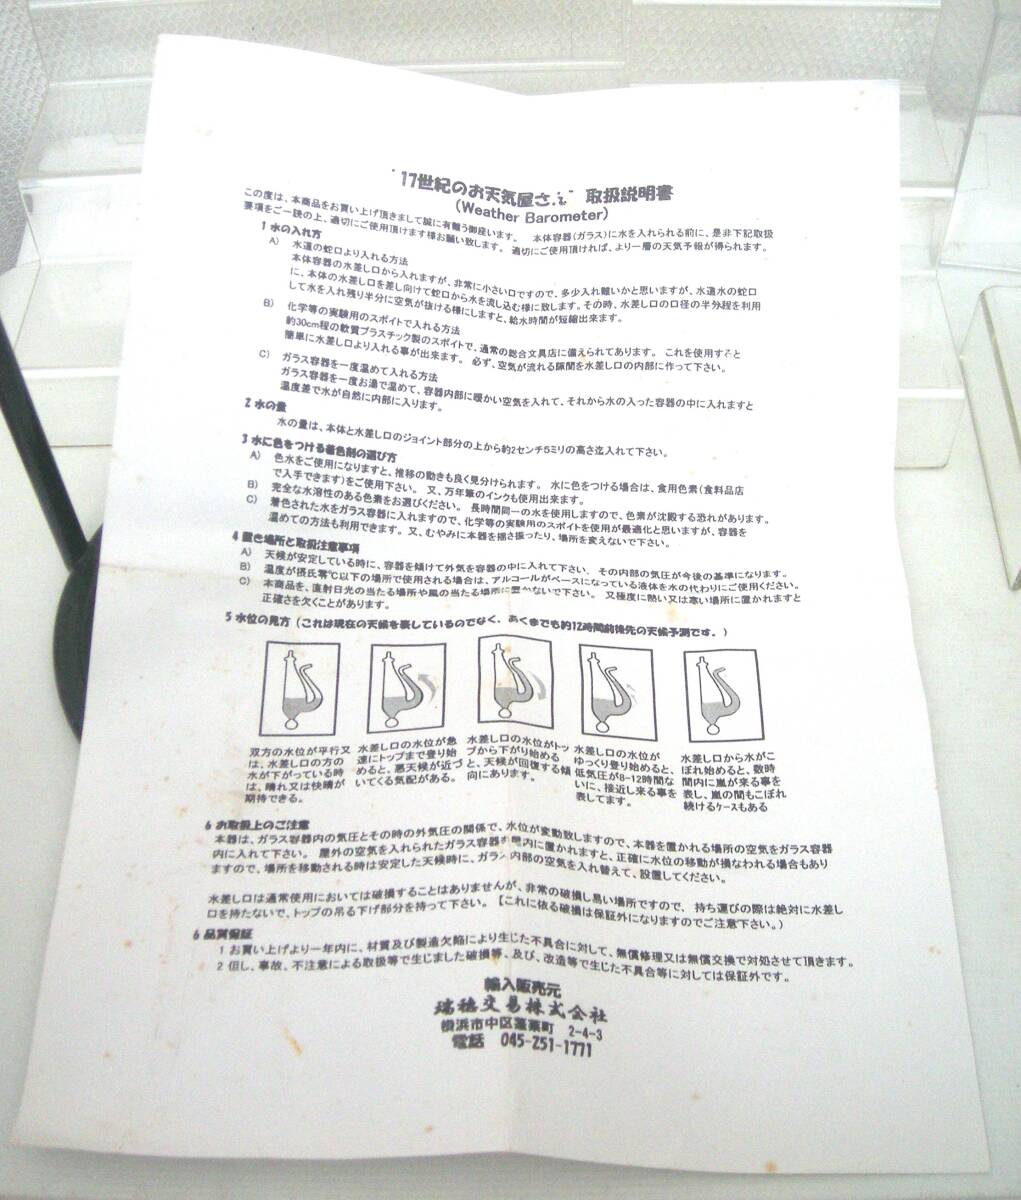 "17世紀のお天気屋さん" 取扱説明書
(Weather Barometer)
この度は、本商品をお買い上げ頂きまして誠に有難う御座います。 本体容器(ガラス)に水を入れられる前に、是非下記取扱
要項をご一読の上、適切にご使用頂けます様お願い致します。 適切にご使用頂ければ、より一層の天気予報が得られます。
1 水の入れ方
A) 水道の蛇口より入れる方法
本体容器の水差し口から入れますが、非常に小さい口ですので、多少入れ難いかと思いますが、水道水の蛇口
に、本体の水差し口を差し向けて蛇口から水を流し込む様に致します。その時、水差し口の口径の半分程を利用
して水を入れ残り半分に空気が抜ける様にしますと、給水時間が短縮出来ます。
B) 化学等の実験用のスポイトで入れる方法
約30cm程の軟質プラスチック製のスポイトで、通常の総合文具店に備えられてあります。 これを使用すると
簡単に水差し口より入れる事が出来ます。 必ず、空気が流れる隙間を水差し口の内部に作って下さい。
C) ガラス容器を一度温めて入れる方法
ガラス容器を一度お湯で温めて、容器内部に暖かい空気を入れて、それから水の入った容器の中に入れますと
温度差で水が自然に内部に入ります。
2 水の量
水の量は、本体と水差し口のジョイント部分の上から約2センチ5ミリの高さ迄入れて下さい。
3 水に色をつける着色剤の選び方
A) 色水をご使用になりますと、推移の動きも良く見分けられます。 水に色をつける場合は、食用色素(食料品店
で入手できます)をご使用下さい。 又、万年筆のインクも使用出来ます。
B) 完全な水溶性のある色素をお選びください。 長時間同一の水を使用しますので、色素が沈殿する恐れがあります。
C) 着色された水をガラス容器に入れますので、化学等の実験用のスポイトを使用が最適化と思いますが、容器を
温めての方法も利用できます。又、むやみに本器を揺さ振ったり、場所を変えないで下さい。
4 置き場所と取扱注意事項
A) 天候が安定している時に、容器を傾けて外気を容器の中に入れて下さい, その内部の気圧が今後の基準になります。
B) 温度が摂氏零℃以下の場所で使用される場合は、アルコールがベースになっている液体を水の代わりにご使用ください。
C) 本商品を、直射日光の当たる場所や風の当たる場所に置かないで下さい。 又極度に熱い又は寒い場所に置かれますと
正確さを欠くことがあります。
5 水位の見方 (これは現在の天候を表しているのでなく、あくまでも約12時間前後先の天候予測です。)
双方の水位が平行又
は、水差し口の方の
水が下がっている時
は、晴れ又は快晴が
期待できる。
水差し口の水位が急
速にトップまで登り始
めると、悪天候が近づ
いてくる気配がある。
水差し口の水位がトッ
プから下がり始める
と、天候が回復する傾
向にあります。
水差し口の水位が
ゆっくり登り始めると、
低気圧が8-12時間な
いに、接近し来る事を
表してます。
水差し口から水がこ
ぼれ始めると、数時
間内に嵐が来る事を
表し、嵐の間もこぼれ
続けるケースもある
6 お取扱上のご注意
本器は、ガラス容器内の気圧とその時の外気圧の関係で、水位が変動致しますので、本器を置かれる場所の空気をガラス容器
内に入れて下さい。 屋外の空気を入れられたガラス容器を屋内に置かれますと、正確に水位の移動が損なわれる場合もあり
ますので、場所を移動される時は安定した天候時に、ガラス内部の空気を入れ替えて、設置してください。
水差し口は通常使用においては破損することはありませんが、非常の破損し易い場所ですので、 持ち運びの際は絶対に水差し
口を持たないで、トップの吊る下げ部分を持って下さい。 【これに依る破損は保証外になりますのでご注意下さい。)
6 品質保証
1 お買い上げより一年内に、材質及び製造欠陥により生じた不具合に対して、無償修理又は無償交換で対処させて頂きます。
2 但し、事故、不注意による取扱等で生じました破損等、及び、改造等で生じた不具合等に対しては保証外です。
輸入販売元
瑞穂交易株式会社
横浜市中区蓬莱町 2-4-3
電話 045-251-1771